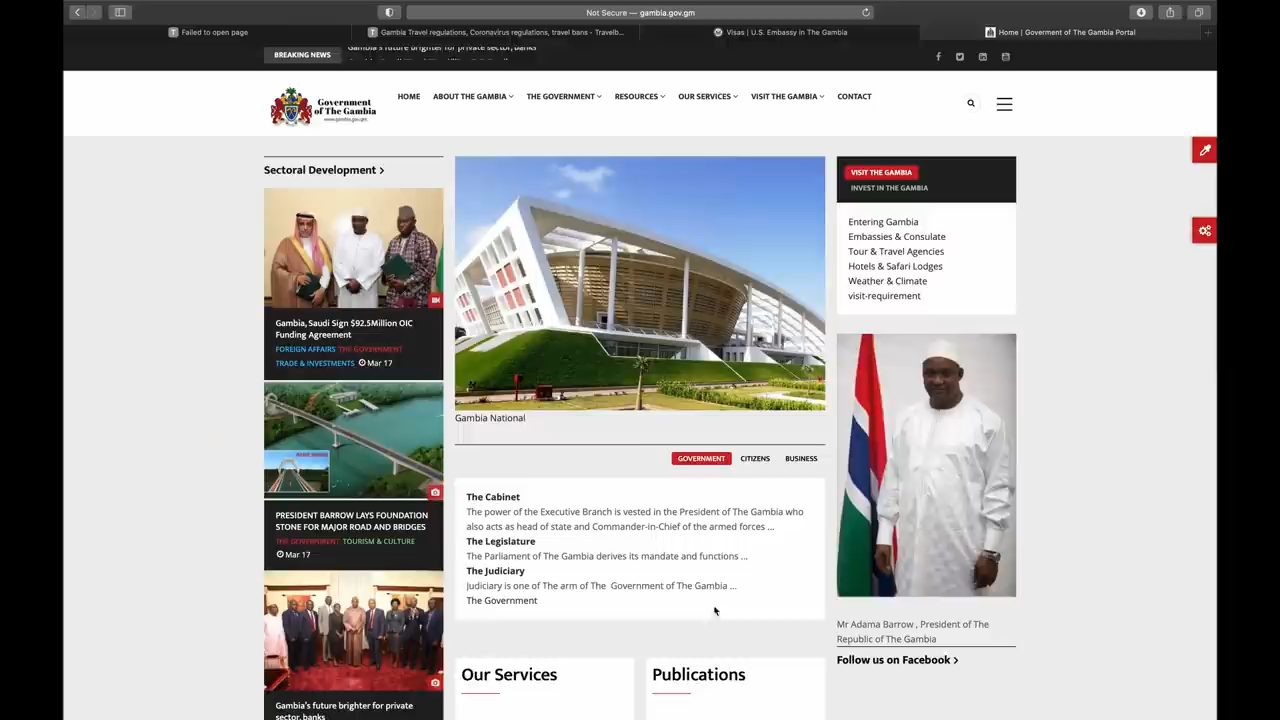 Not Secure — gambia.gov.gm
Failed to open page
Gambia Travel regulations, Coronavirus regulations, travel bans - Travelb...
Visas | U.S. Embassy in The Gambia
Home | Goverment of The Gambia Portal
BREAKING NEWS
Gambia's future brighter for private sector, banks
Government
Of The Gambia
www.gambia.gov.gm
HOME
ABOUT THE GAMBIA
THE GOVERNMENT
RESOURCES
OUR SERVICES
VISIT THE GAMBIA
CONTACT
Sectoral Development >
Gambia, Saudi Sign $92.5Million OIC
Funding Agreement
FOREIGN AFFAIRS THE GOVERNMENT
TRADE & INVESTMENTS Mar 17
PRESIDENT BARROW LAYS FOUNDATION
STONE FOR MAJOR ROAD AND BRIDGES
THE GOVERNMENT TOURISM & CULTURE
Mar 17
Gambia's future brighter for private
sector, banks
Gambia National
GOVERNMENT
CITIZENS
BUSINESS
The Cabinet
The power of the Executive Branch is vested in the President of The Gambia who
also acts as head of state and Commander-in-Chief of the armed forces ...
The Legislature
The Parliament of The Gambia derives its mandate and functions ...
The Judiciary
Judiciary is one of The arm of The Government of The Gambia ...
The Government
Our Services
Publications
VISIT THE GAMBIA
INVEST IN THE GAMBIA
Entering Gambia
Embassies & Consulate
Tour & Travel Agencies
Hotels & Safari Lodges
Weather & Climate
visit-requirement
Mr Adama Barrow , President of The
Republic of The Gambia
Follow us on Facebook >